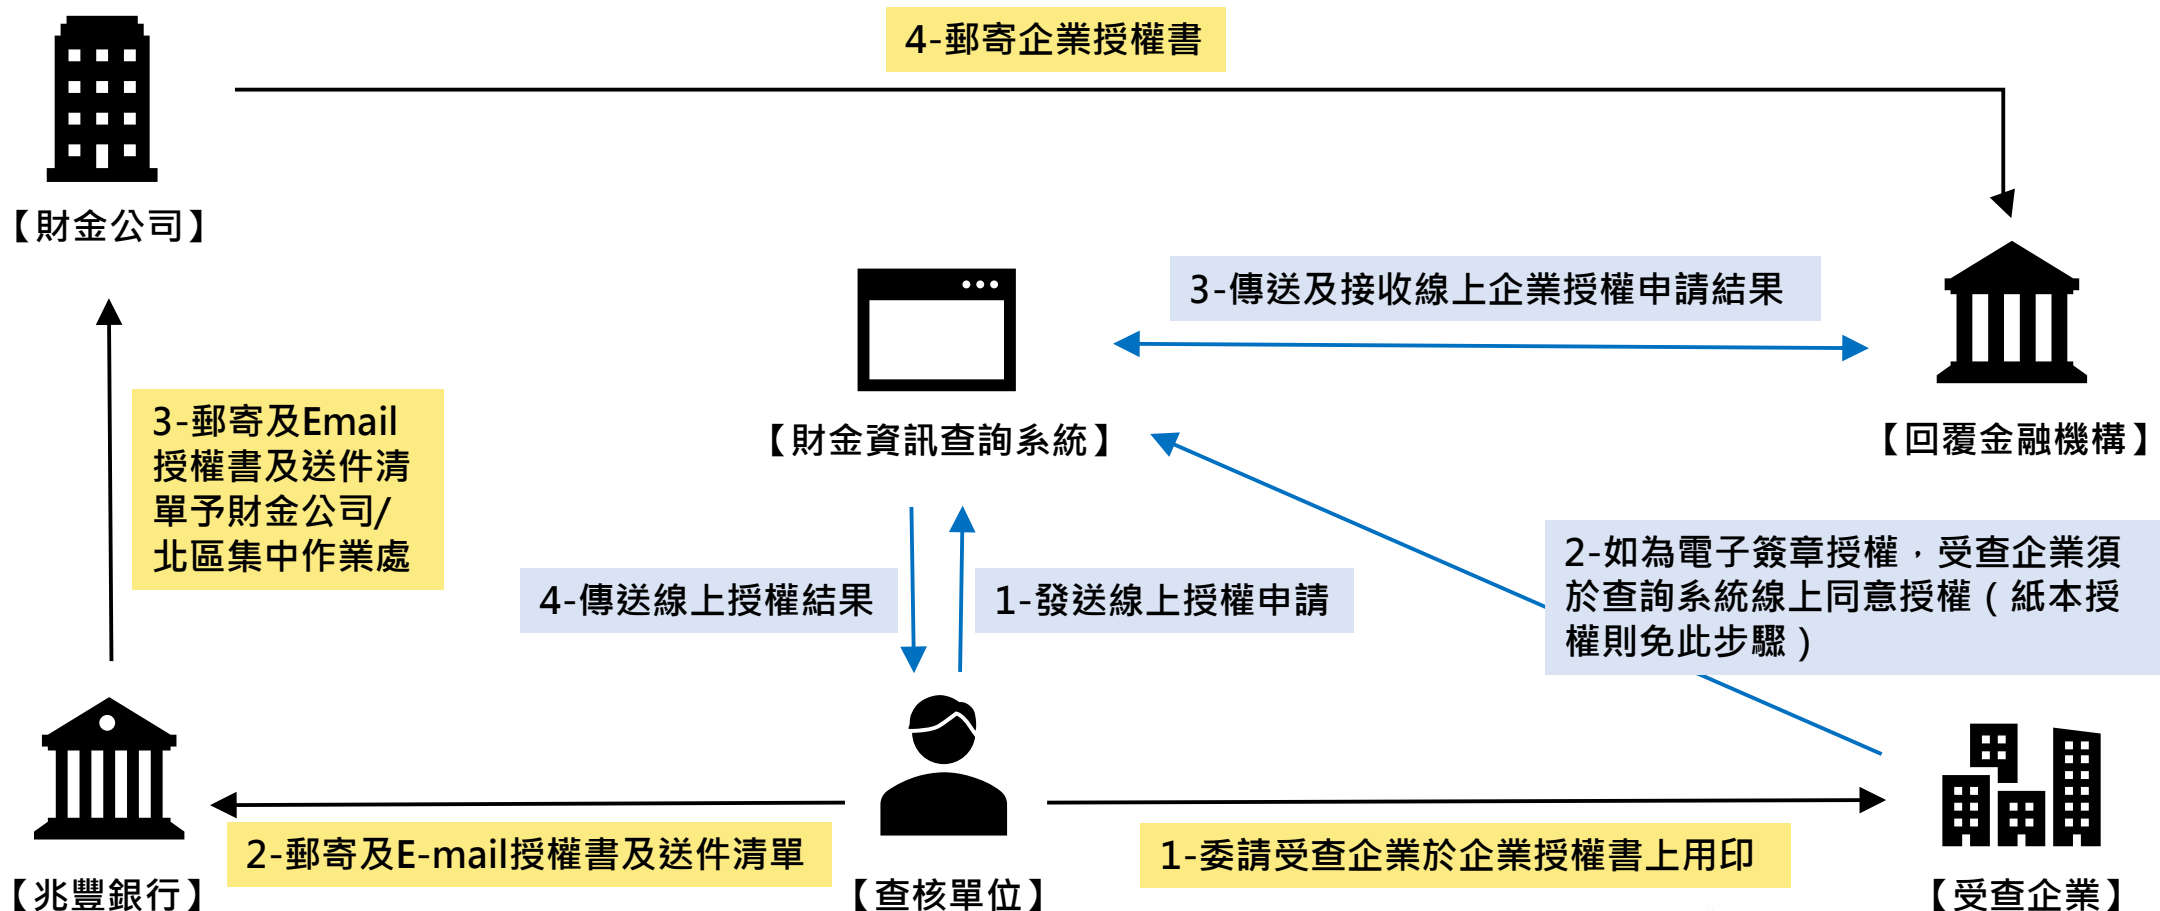 4-郵寄企業授權書
【財金公司】
3-傳送及接收線上企業授權申請結果
【財金資訊查詢系統】
【回覆金融機構】
3-郵寄及Email
授權書及送件清
單予財金公司/
北區集中作業處
4-傳送線上授權結果
1-發送線上授權申請
2-如為電子簽章授權，受查企業須
於查詢系統線上同意授權（紙本授
權則免此步驟）
2-郵寄及E-mail授權書及送件清單
1-委請受查企業於企業授權書上用印
【兆豐銀行】
【查核單位】
【受查企業】